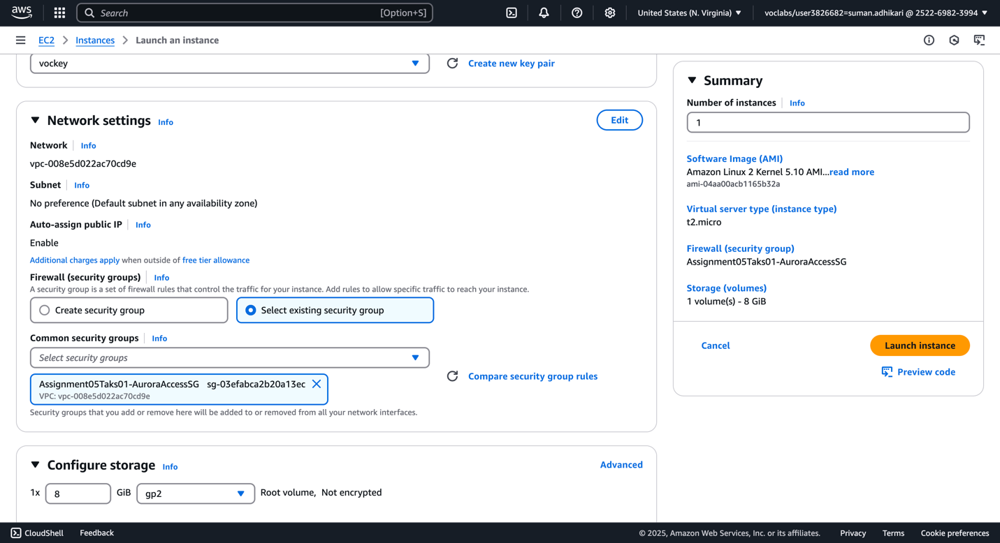 aws
Search [Option+S]
United States (N. Virginia) ▼
voclabs/user3826682=suman.adhikari @ 2522-6982-3994 ▼
EC2 > Instances > Launch an instance
vockey
Create new key pair
Network settings Info
Edit
Network Info
vpc-008e5d022ac70cd9e
Subnet Info
No preference (Default subnet in any availability zone)
Auto-assign public IP Info
Enable
Additional charges apply when outside of free tier allowance
Firewall (security groups) Info
A security group is a set of firewall rules that control the traffic for your instance. Add rules to allow specific traffic to reach your instance.
Create security group
Select existing security group
Common security groups Info
Select security groups
Assignment05Taks01-AuroraAccessSG sg-03efabca2b20a13ec
VPC: vpc-008e5d022ac70cd9e
Compare security group rules
Security groups that you add or remove here will be added to or removed from all your network interfaces.
Configure storage Info
Advanced
1x 8 GiB gp2 Root volume, Not encrypted
Summary
Number of instances Info
1
Software Image (AMI)
Amazon Linux 2 Kernel 5.10 AMI...read more
ami-04aa00acb1165b32a
Virtual server type (instance type)
t2.micro
Firewall (security group)
Assignment05Taks01-AuroraAccessSG
Storage (volumes)
1 volume(s) - 8 GiB
Cancel
Launch instance
Preview code
CloudShell Feedback
© 2025, Amazon Web Services, Inc. or its affiliates. Privacy Terms Cookie preferences